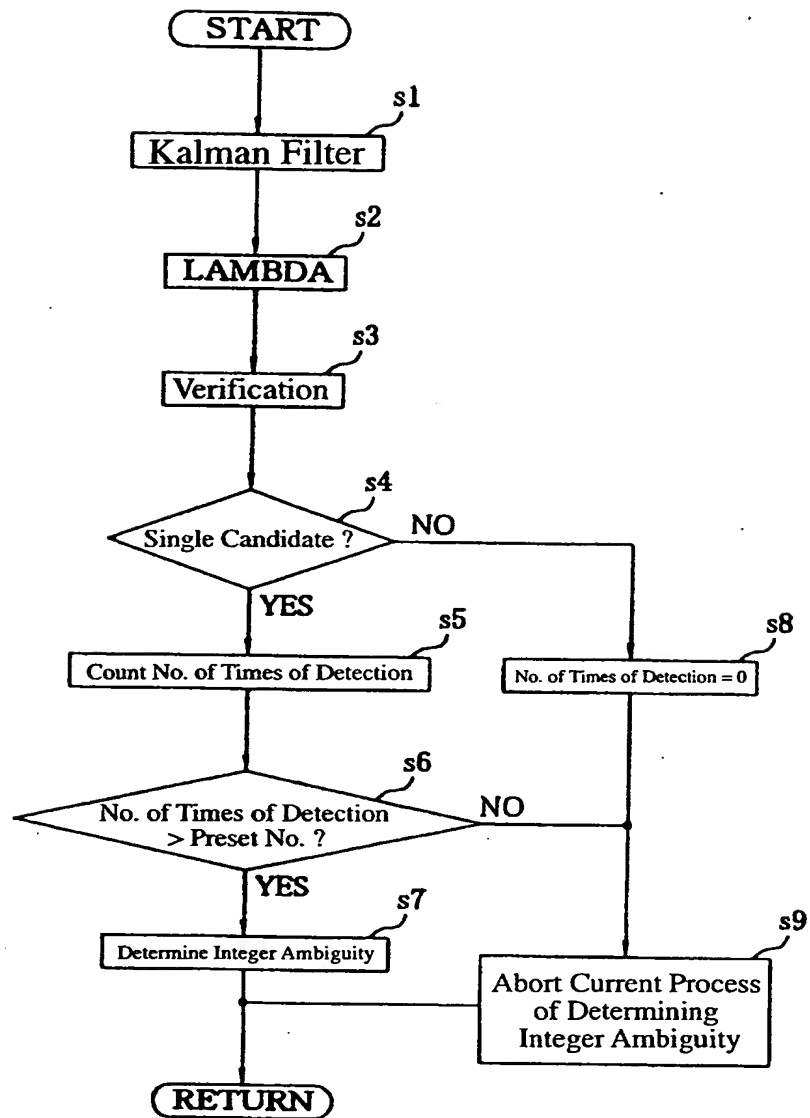 START
s1
Kalman Filter
s2
LAMBDA
s3
Verification
s4
Single Candidate ?
NO
YES
s5
Count No. of Times of Detection
s8
No. of Times of Detection = 0
s6
No. of Times of Detection
> Preset No. ?
NO
YES
s7
Determine Integer Ambiguity
s9
Abort Current Process
of Determining
Integer Ambiguity
RETURN